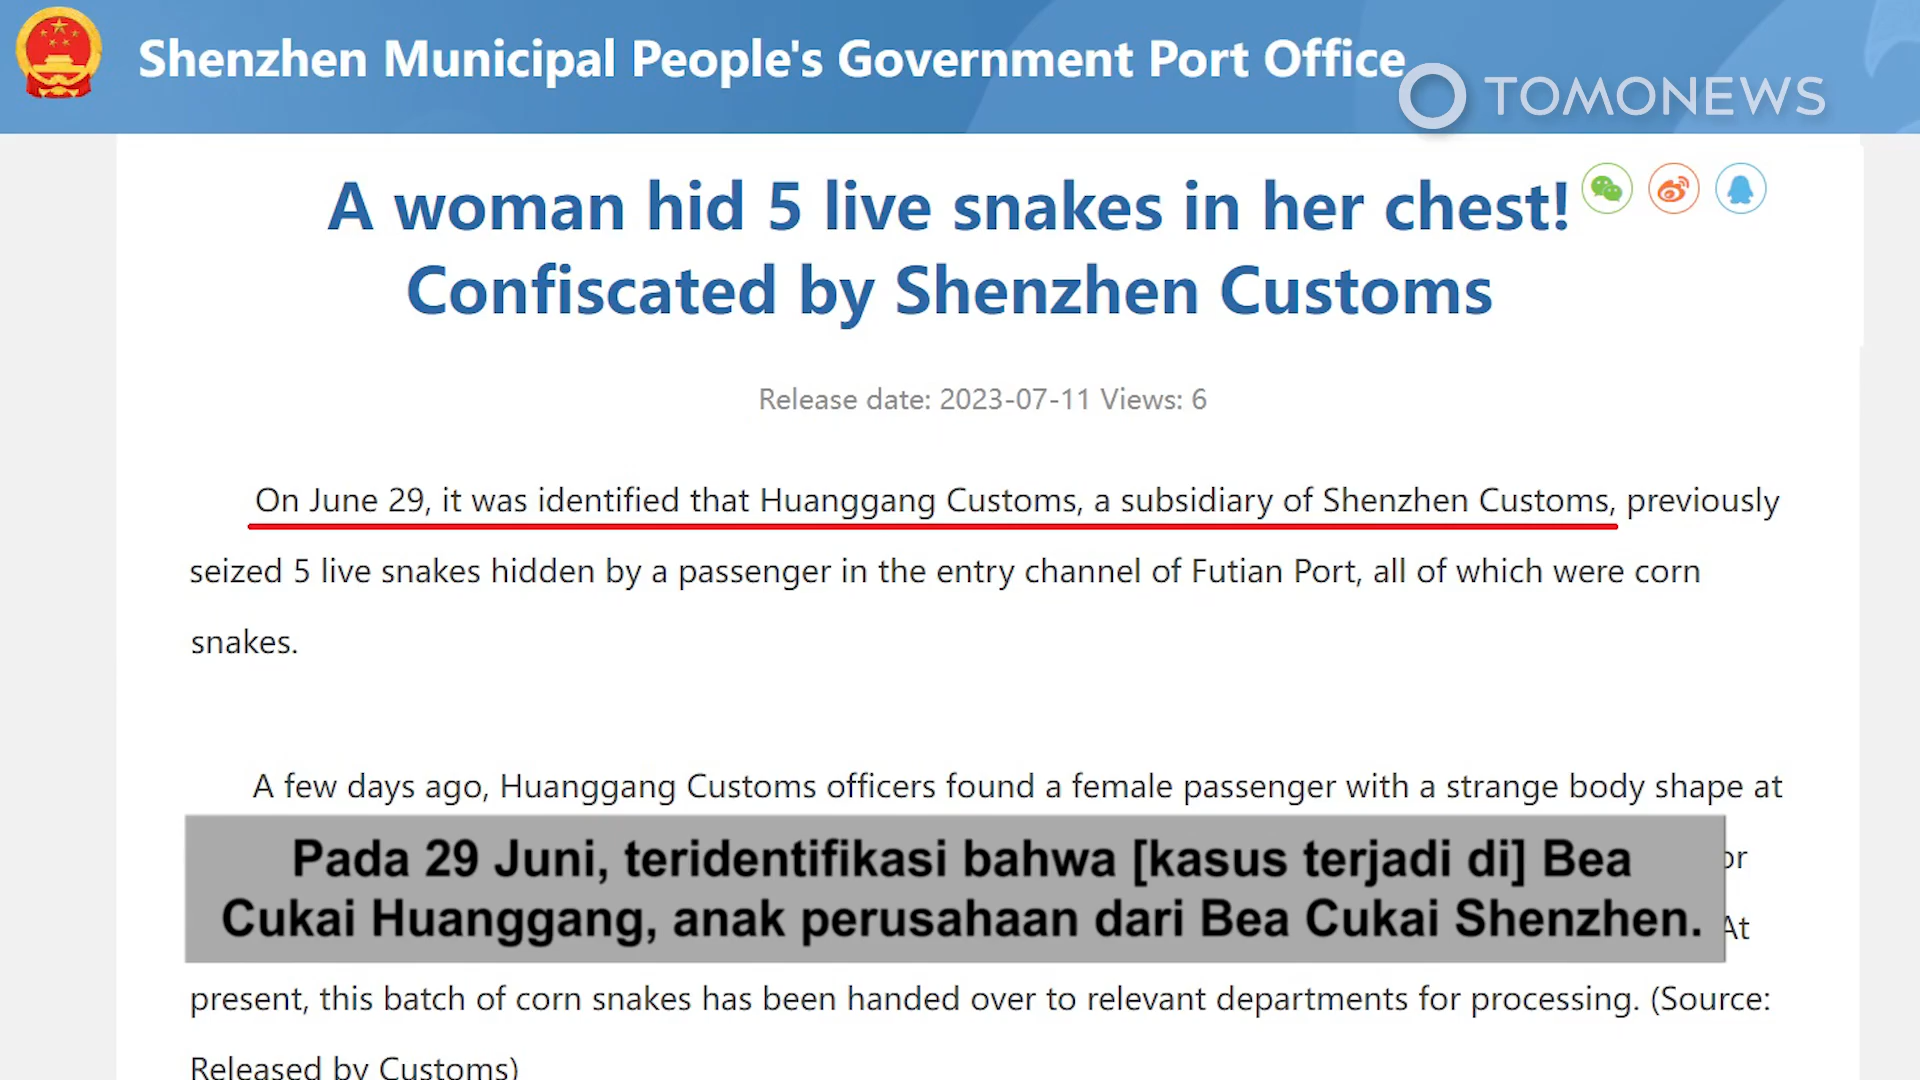 Shenzhen Municipal People's Government Port Office
TOMONEWS
A woman hid 5 live snakes in her chest!
Confiscated by Shenzhen Customs
Release date: 2023-07-11 Views: 6
On June 29, it was identified that Huanggang Customs, a subsidiary of Shenzhen Customs, previously
seized 5 live snakes hidden by a passenger in the entry channel of Futian Port, all of which were corn
snakes.
A few days ago, Huanggang Customs officers found a female passenger with a strange body shape at
Pada 29 Juni, teridentifikasi bahwa [kasus terjadi di] Bea
Cukai Huanggang, anak perusahaan dari Bea Cukai Shenzhen.
At
present, this batch of corn snakes has been handed over to relevant departments for processing. (Source:
Released by Customs)